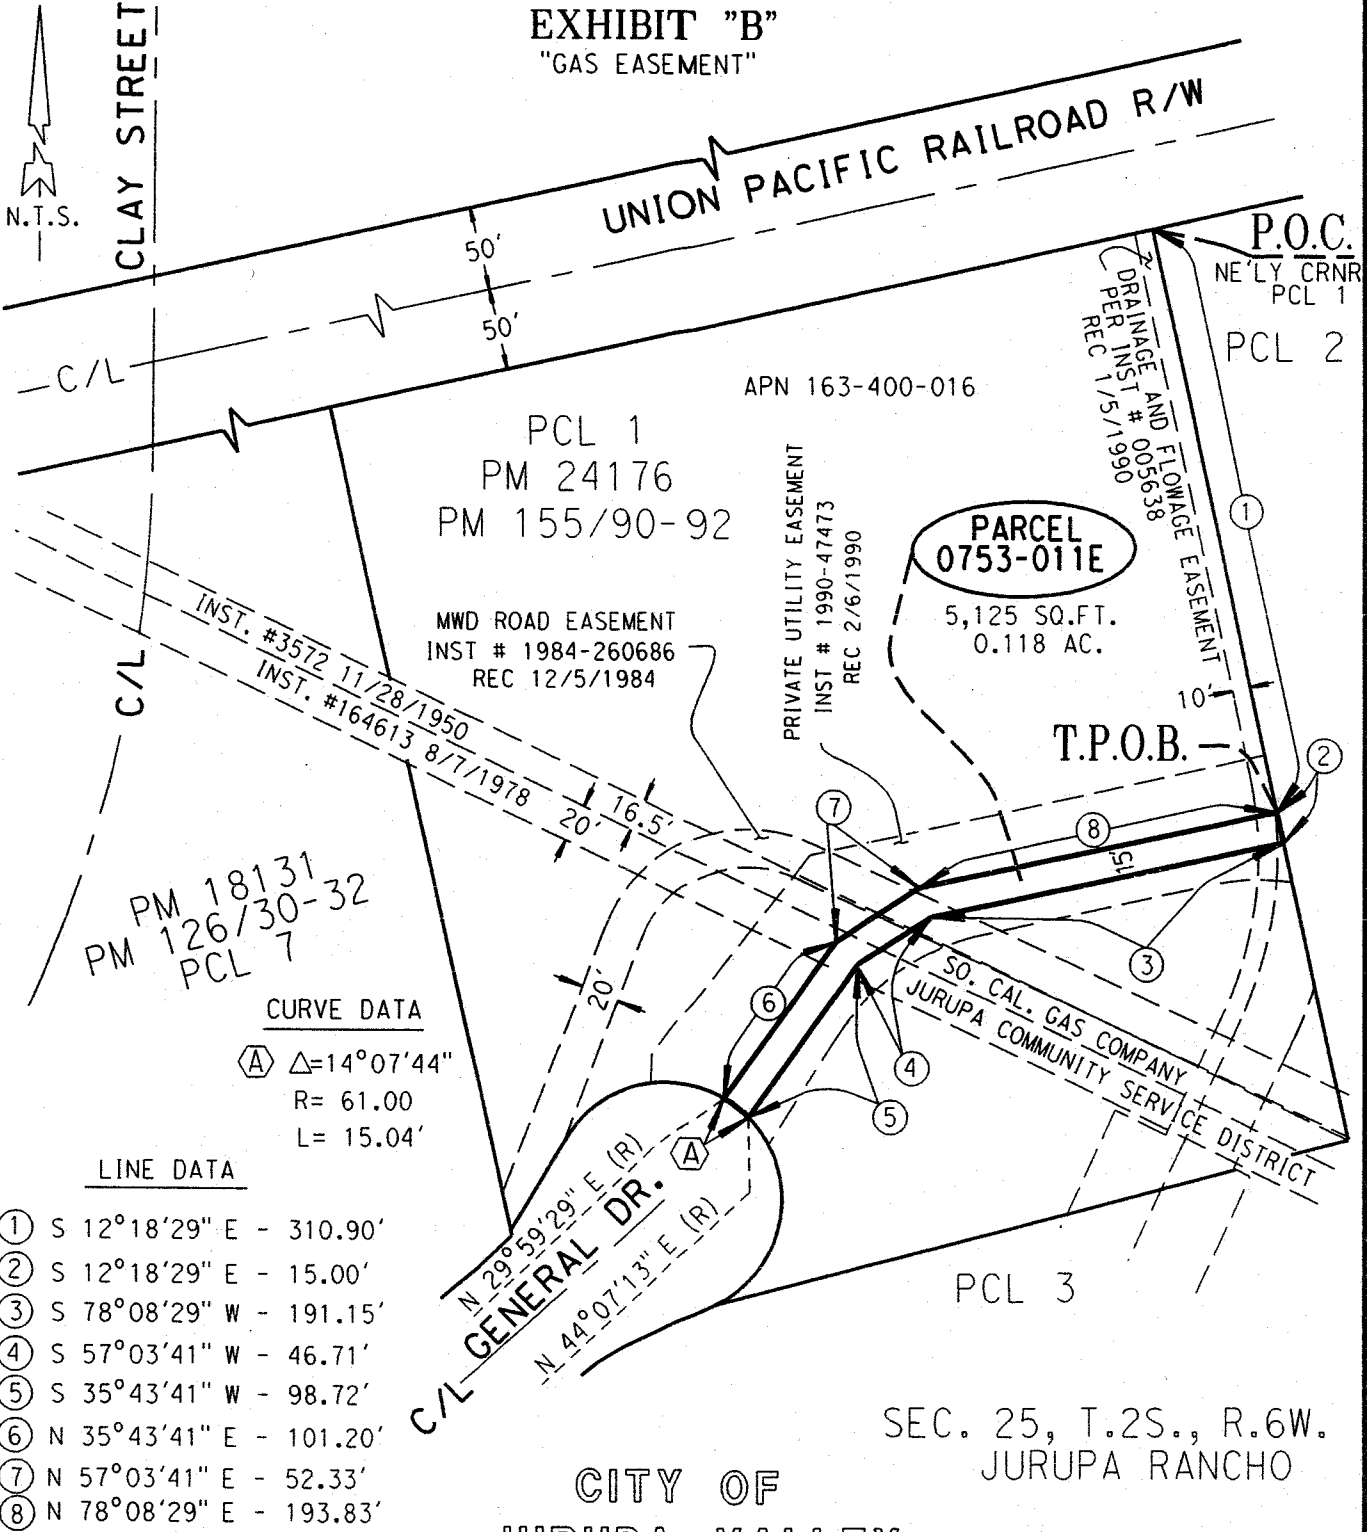 EXHIBIT "B"
"GAS EASEMENT"
N.T.S.
CLAY STREET
UNION PACIFIC RAILROAD R/W
50'
50'
C/L
P.O.C.
NE'LY CRNR
PCL 1
PCL 2
DRAINAGE AND FLOWAGE EASEMENT
PER INST # 005638
REC 1/5/1990
APN 163-400-016
PCL 1
PM 24176
PM 155/90-92
PRIVATE UTILITY EASEMENT
INST # 1990-47473
REC 2/6/1990
PARCEL
0753-011E
5,125 SQ.FT.
0.118 AC.
1
MWD ROAD EASEMENT
INST # 1984-260686
REC 12/5/1984
INST. #3572 11/28/1950
INST. #164613 8/7/1978
C/L
10'
T.P.O.B.
2
16.5'
20'
7
8
15'
PM 18131
PM 126/30-32
PCL 7
20'
6
3
SO. CAL. GAS COMPANY
JURUPA COMMUNITY SERVICE DISTRICT
4
5
CURVE DATA
A Δ=14°07'44"
R= 61.00
L= 15.04'
A
N 29°59'29" E (R)
GENERAL DR.
N 44°07'13" E (R)
C/L
PCL 3
LINE DATA
1 S 12°18'29" E - 310.90'
2 S 12°18'29" E - 15.00'
3 S 78°08'29" W - 191.15'
4 S 57°03'41" W - 46.71'
5 S 35°43'41" W - 98.72'
6 N 35°43'41" E - 101.20'
7 N 57°03'41" E - 52.33'
8 N 78°08'29" E - 193.83'
SEC. 25, T.2S., R.6W.
JURUPA RANCHO
CITY OF
JURUPA VALLEY